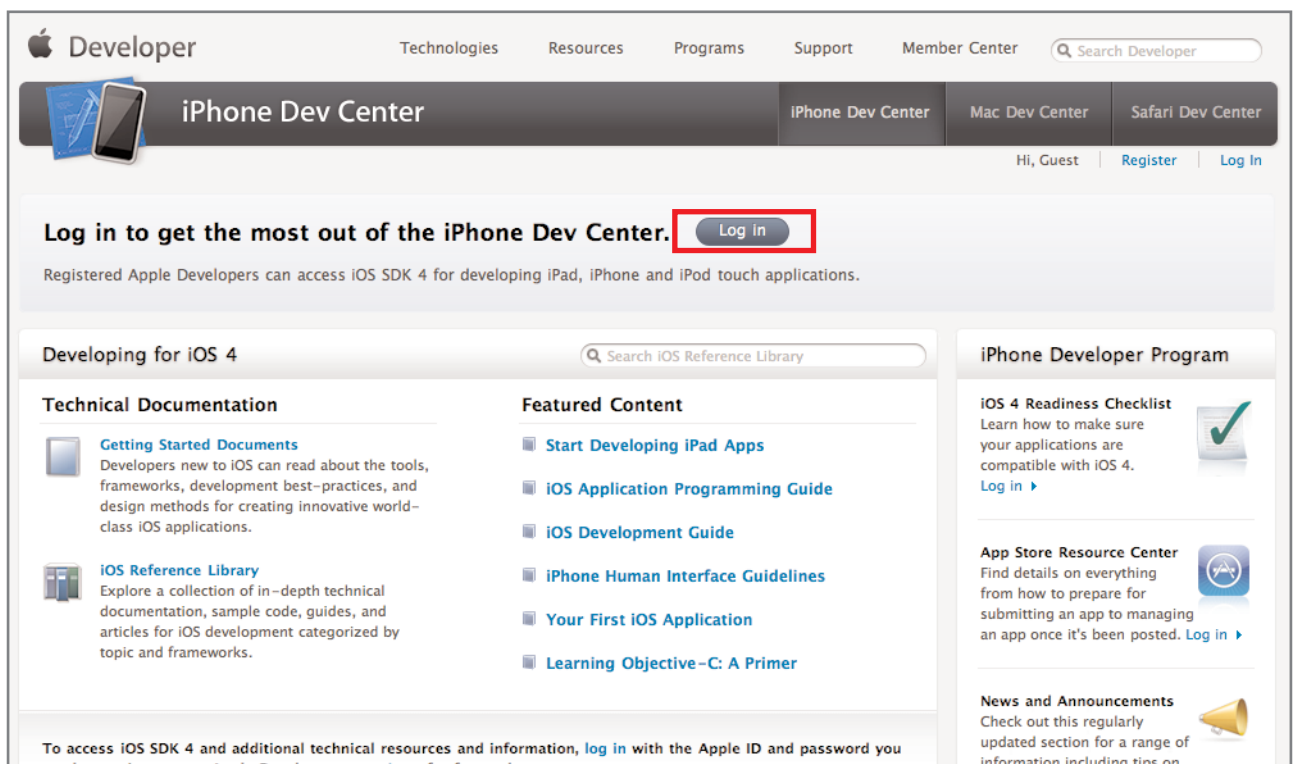 Developer
Technologies Resources Programs Support Member Center Search Developer
iPhone Dev Center
iPhone Dev Center Mac Dev Center Safari Dev Center
Hi, Guest Register Log In
Log in to get the most out of the iPhone Dev Center. Log in
Registered Apple Developers can access iOS SDK 4 for developing iPad, iPhone and iPod touch applications.
Developing for iOS 4
Search iOS Reference Library
Technical Documentation
Getting Started Documents
Developers new to iOS can read about the tools,
frameworks, development best-practices, and
design methods for creating innovative world-
class iOS applications.
iOS Reference Library
Explore a collection of in-depth technical
documentation, sample code, guides, and
articles for iOS development categorized by
topic and frameworks.
Featured Content
Start Developing iPad Apps
iOS Application Programming Guide
iOS Development Guide
iPhone Human Interface Guidelines
Your First iOS Application
Learning Objective-C: A Primer
To access iOS SDK 4 and additional technical resources and information, log in with the Apple ID and password you
iPhone Developer Program
iOS 4 Readiness Checklist
Learn how to make sure
your applications are
compatible with iOS 4.
Log in
App Store Resource Center
Find details on everything
from how to prepare for
submitting an app to managing
an app once it's been posted. Log in
News and Announcements
Check out this regularly
updated section for a range of
information including tips on